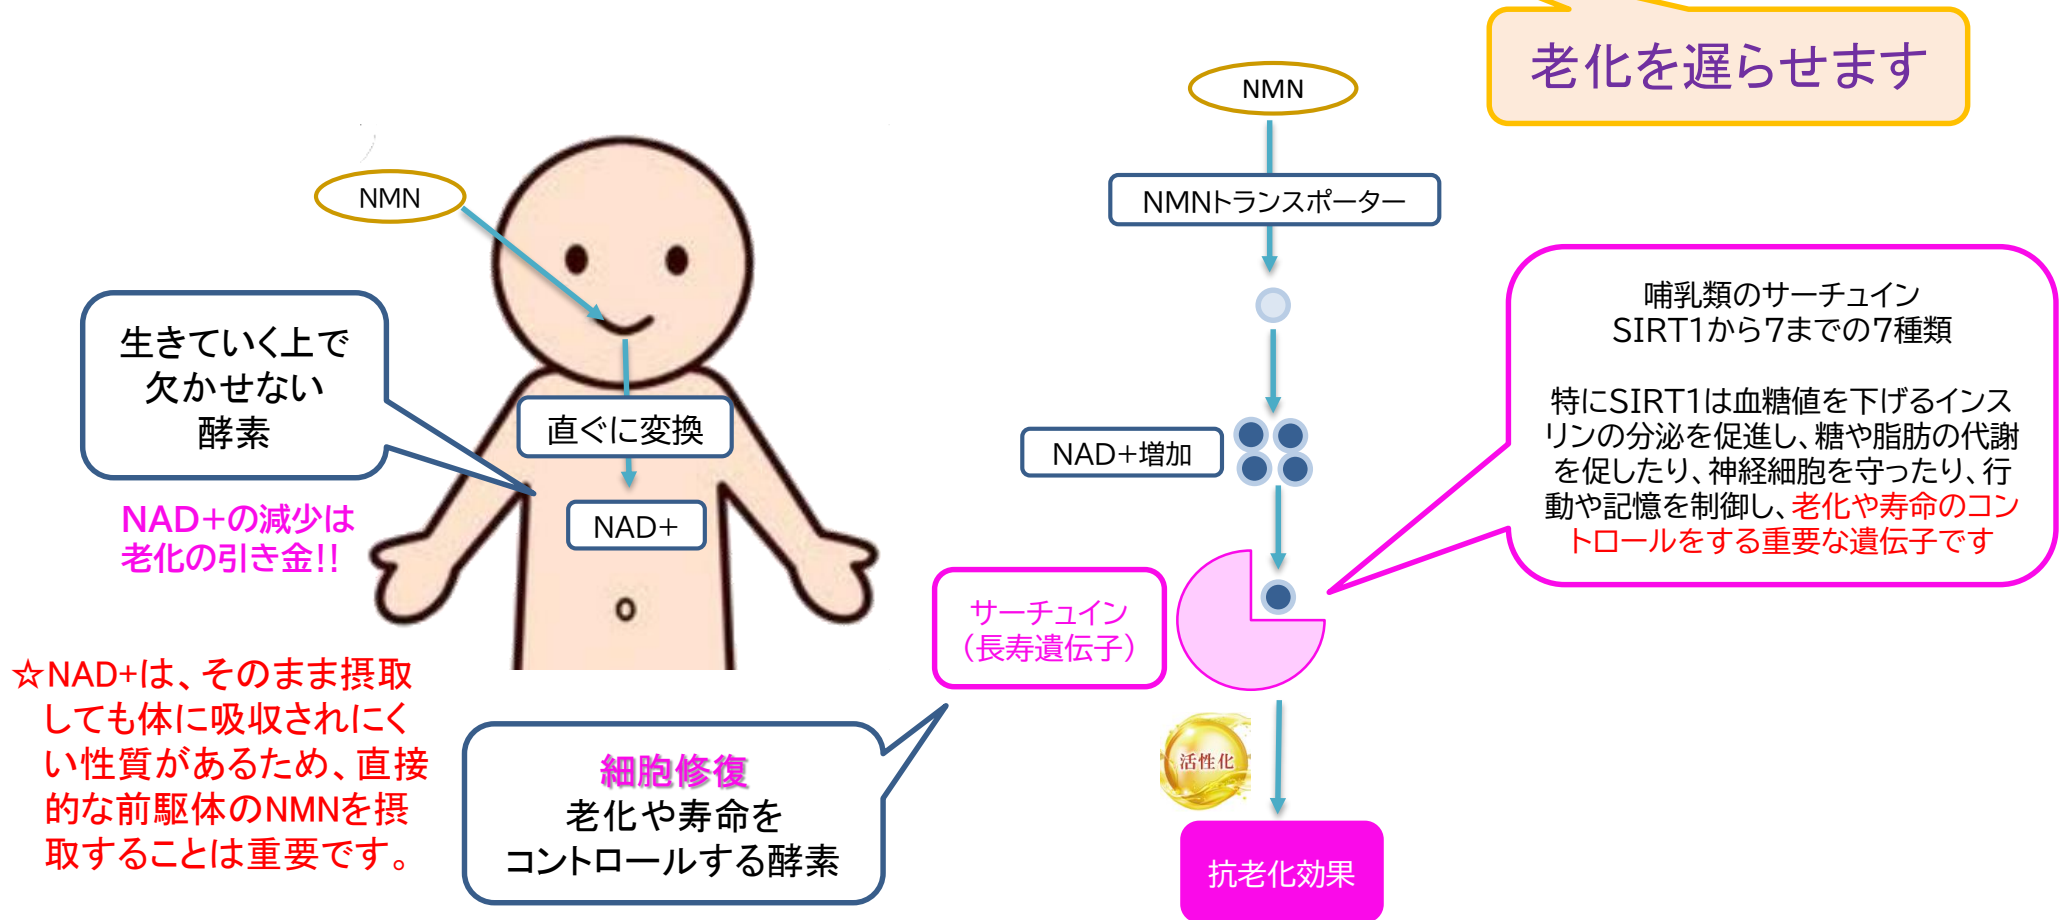 老化を遅らせます
NMN
NMN
NMNトランスポーター
生きていく上で
欠かせない
酵素
直ぐに変換
NAD+
NAD+の減少は
老化の引き金!!
NAD+増加
哺乳類のサーチュイン
SIRT1から7までの7種類
特にSIRT1は血糖値を下げるインス
リンの分泌を促進し、糖や脂肪の代謝
を促したり、神経細胞を守ったり、行
動や記憶を制御し、老化や寿命のコン
トロールをする重要な遺伝子です
サーチュイン
（長寿遺伝子）
☆NAD+は、そのまま摂取
しても体に吸収されにく
い性質があるため、直接
的な前駆体のNMNを摂
取することは重要です。
細胞修復
老化や寿命を
コントロールする酵素
活性化
抗老化効果